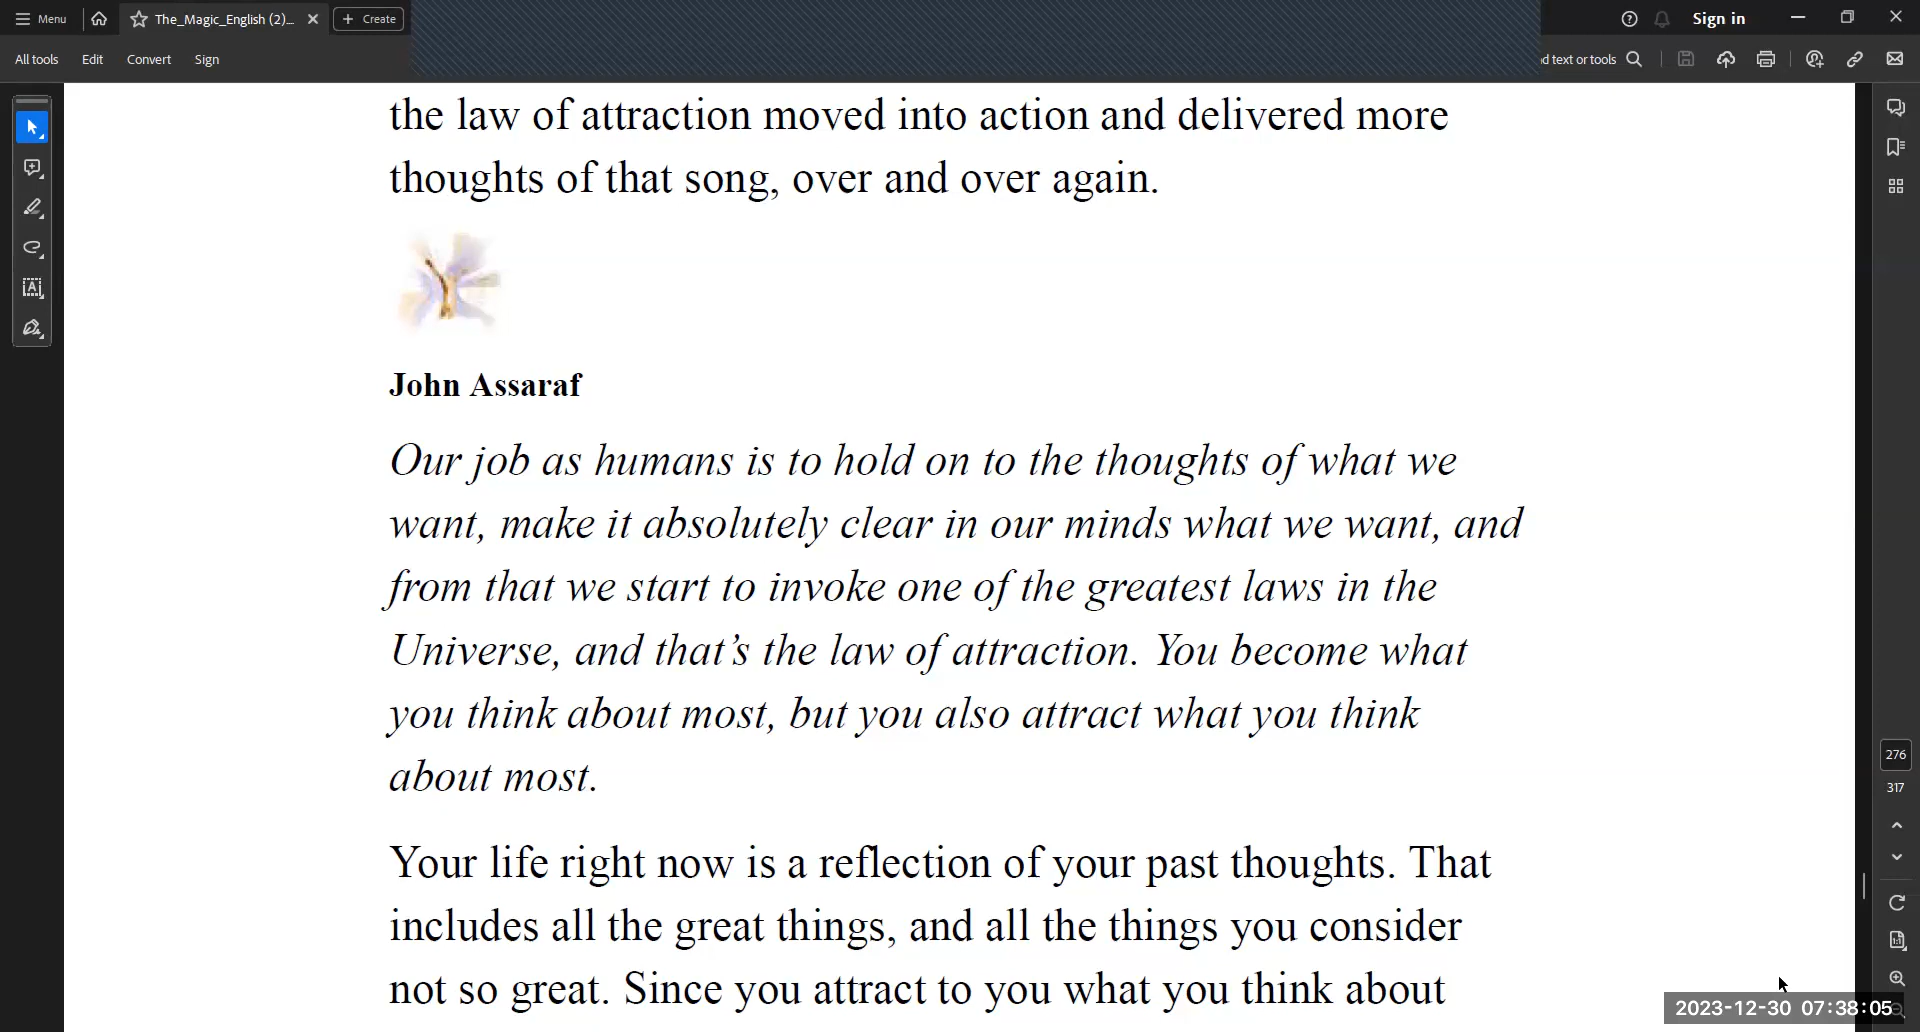 Menu
The_Magic_English (2)...
Create
Sign in
All tools
Edit
Convert
Sign
d text or tools
the law of attraction moved into action and delivered more
thoughts of that song, over and over again.
John Assaraf
Our job as humans is to hold on to the thoughts of what we
want, make it absolutely clear in our minds what we want, and
from that we start to invoke one of the greatest laws in the
Universe, and that’s the law of attraction. You become what
you think about most, but you also attract what you think
about most.
Your life right now is a reflection of your past thoughts. That
includes all the great things, and all the things you consider
not so great. Since you attract to you what you think about
276
317
2023-12-30 07:38:05